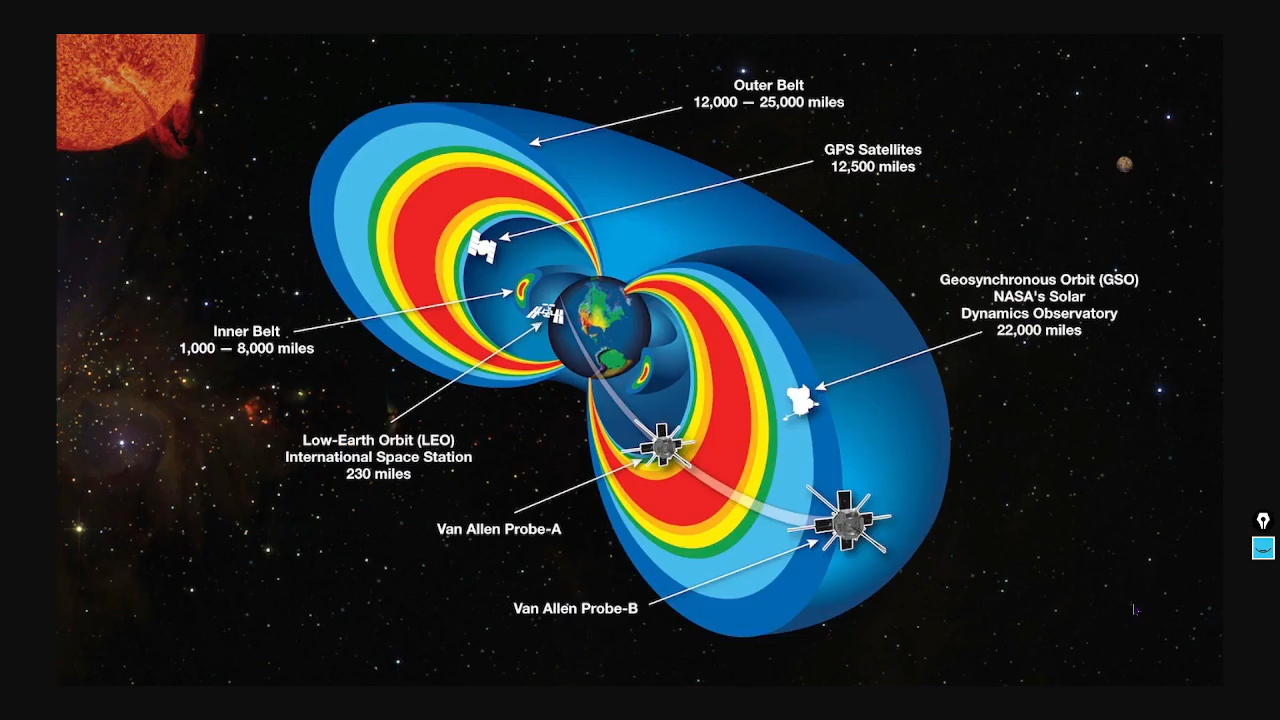 Outer Belt
12,000 — 25,000 miles
GPS Satellites
12,500 miles
Geosynchronous Orbit (GSO)
NASA's Solar
Dynamics Observatory
22,000 miles
Inner Belt
1,000 — 8,000 miles
Low-Earth Orbit (LEO)
International Space Station
230 miles
Van Allen Probe-A
Van Allen Probe-B